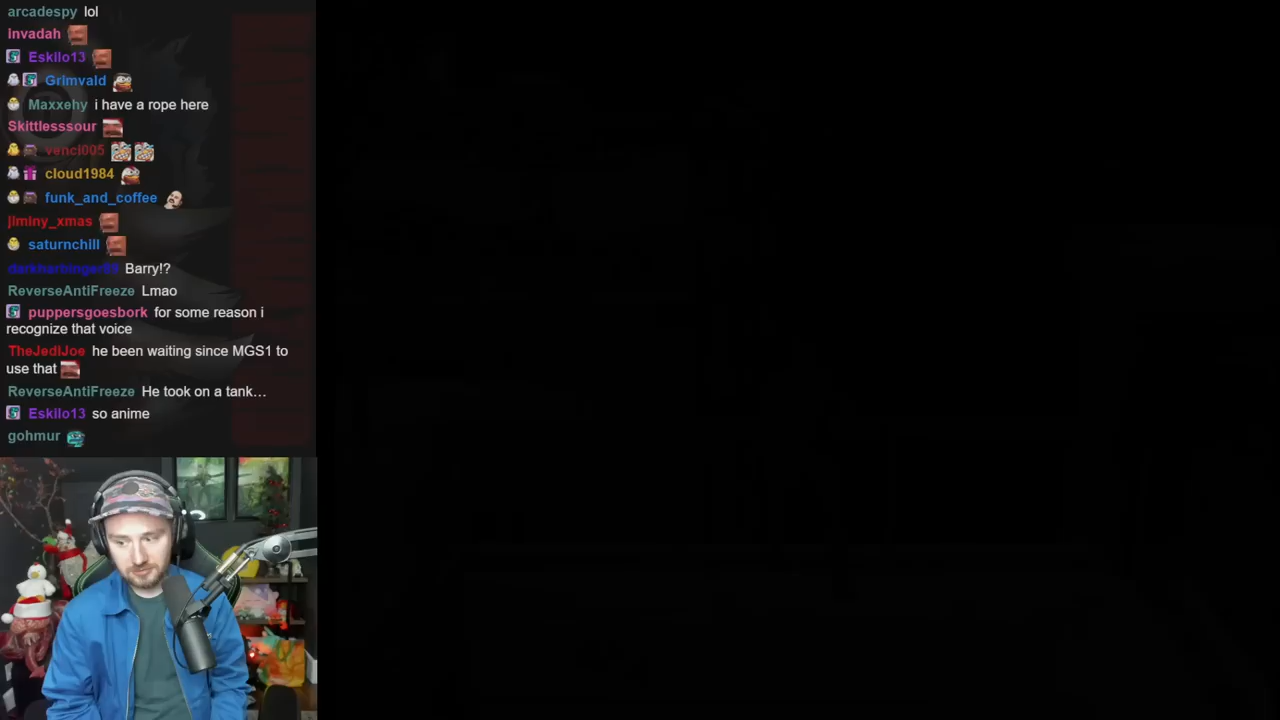 arcadespy lol
invadah
Eskilo13
Grimvald
Maxxehy i have a rope here
Skittlesssour
venci005
cloud1984
funk_and_coffee
jiminy_xmas
saturnchill
Barry!?
ReverseAntiFreeze Lmao
puppersgoesbork for some reason i
recognize that voice
TheJediJoe he been waiting since MGS1 to
use that
ReverseAntiFreeze He took on a tank…
Eskilo13 so anime
gohmur